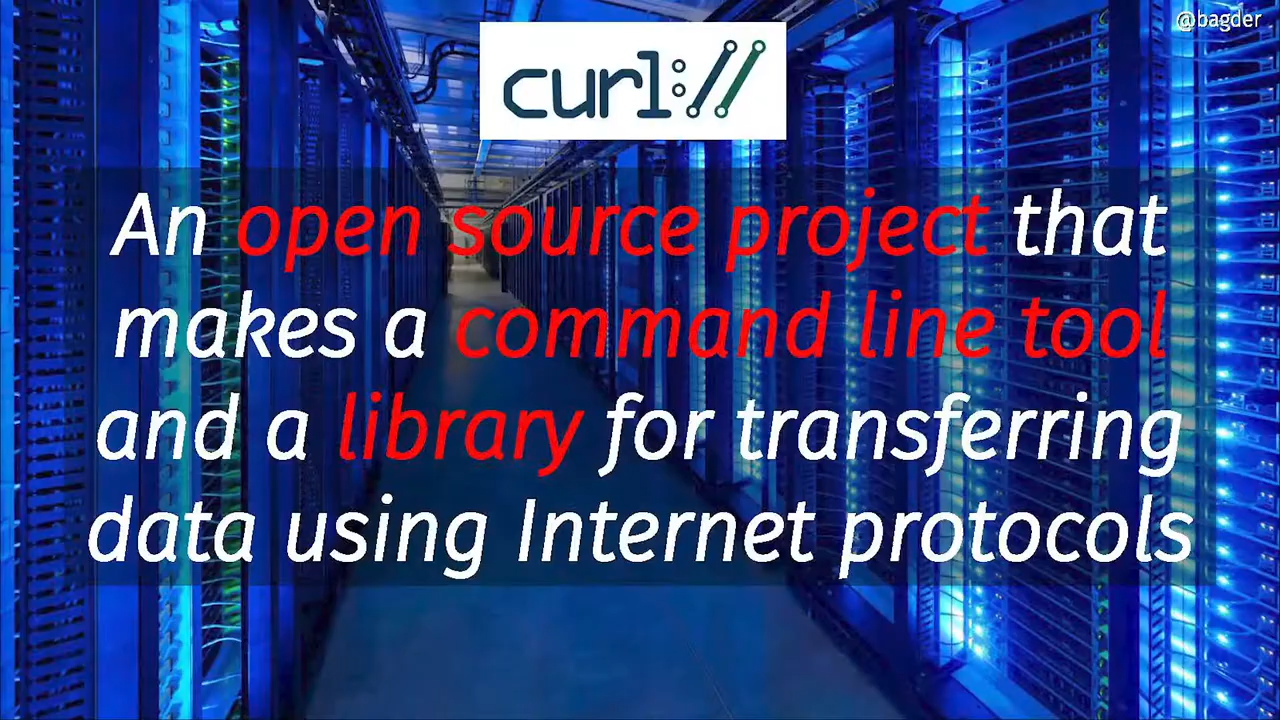 @bagder
curl://
An open source project that
makes a command line tool
and a library for transferring
data using Internet protocols